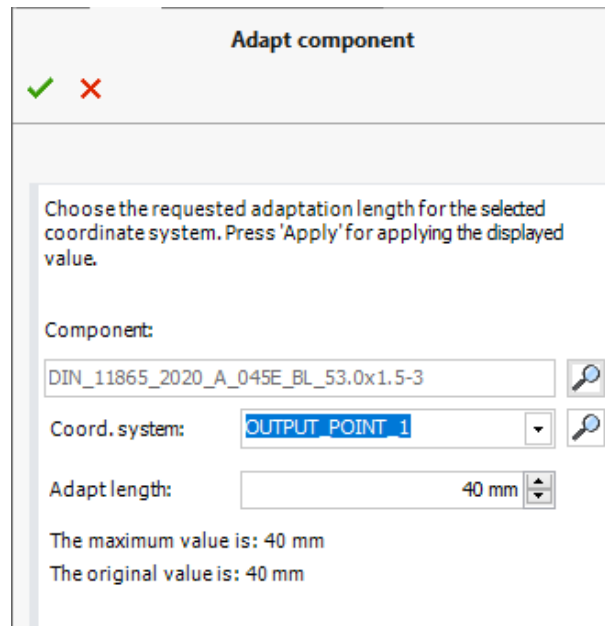 Adapt component
Choose the requested adaptation length for the selected
coordinate system. Press 'Apply' for applying the displayed
value.
Component:
DIN_11865_2020_A_045E_BL_53.0x1.5-3
Coord. system: OUTPUT_POINT_1
Adapt length: 40 mm
The maximum value is: 40 mm
The original value is: 40 mm